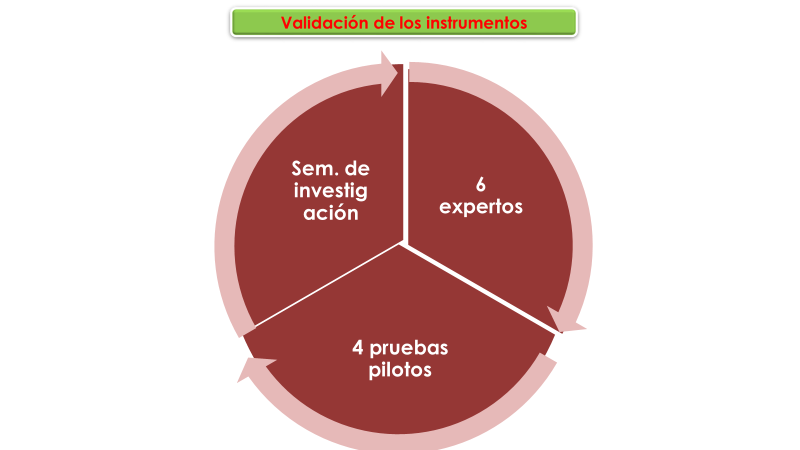 Validación de los instrumentos
Sem. de
investig
ación
6
expertos
4 pruebas
pilotos